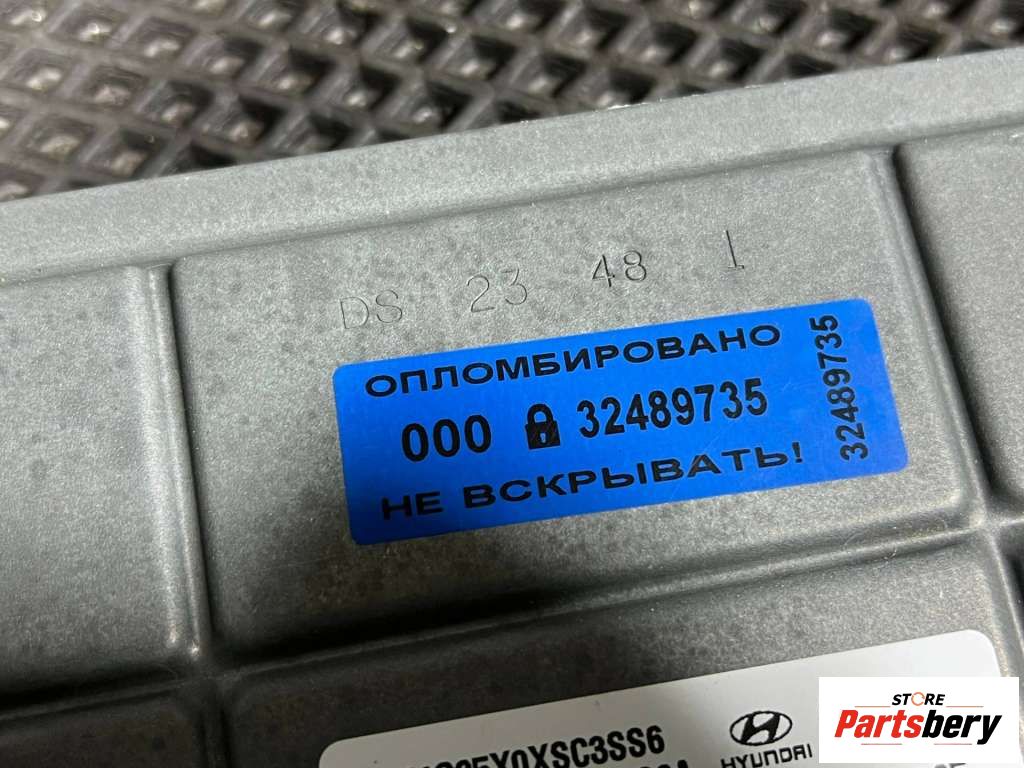 DS 23 48 1
ОПЛОМБИРОВАНО
000 32489735
НЕ ВСКРЫВАТЬ!
32489735
HYUNDAI
STORE
Partsbery